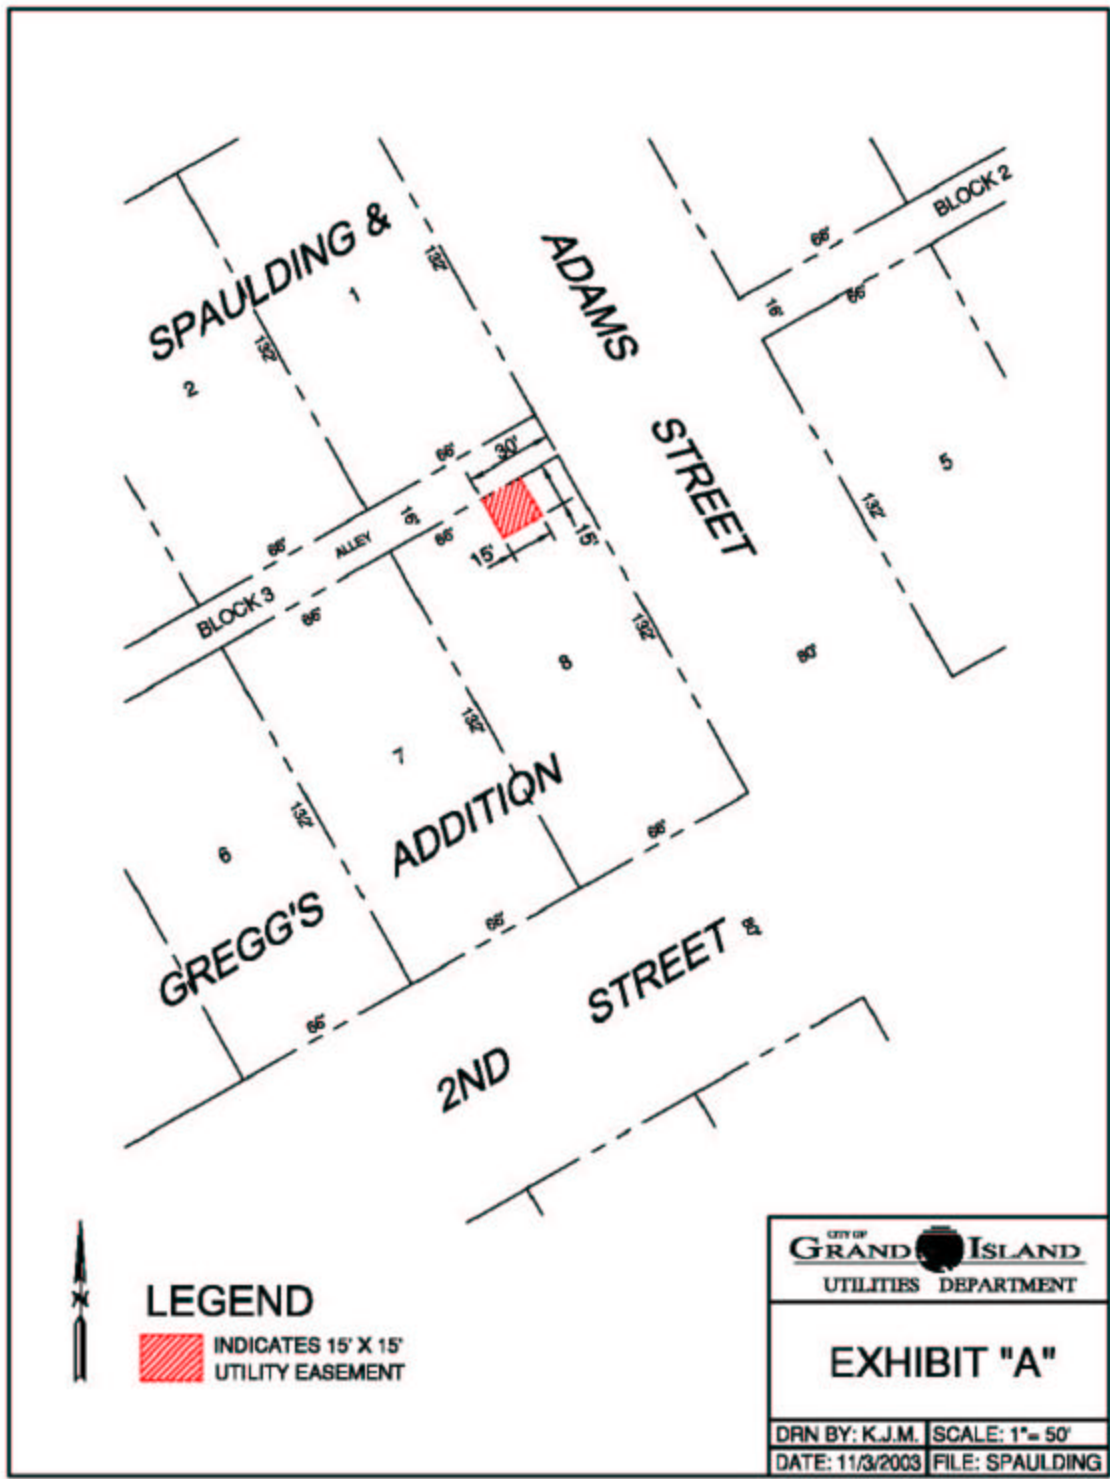 SPAULDING &
132'
1
132'
2
ADAMS
STREET
BLOCK 2
66'
66'
16'
5
132'
66'
30'
66'
16'
ALLEY
66'
15'
15'
BLOCK 3
66'
132'
8
80'
132'
7
132'
6
ADDITION
GREGG'S
66'
66'
66'
STREET
80'
2ND
N
LEGEND
INDICATES 15' X 15'
UTILITY EASEMENT
CITY OF
GRAND ISLAND
UTILITIES DEPARTMENT
EXHIBIT "A"
DRN BY: K.J.M.
SCALE: 1"= 50'
DATE: 11/3/2003
FILE: SPAULDING